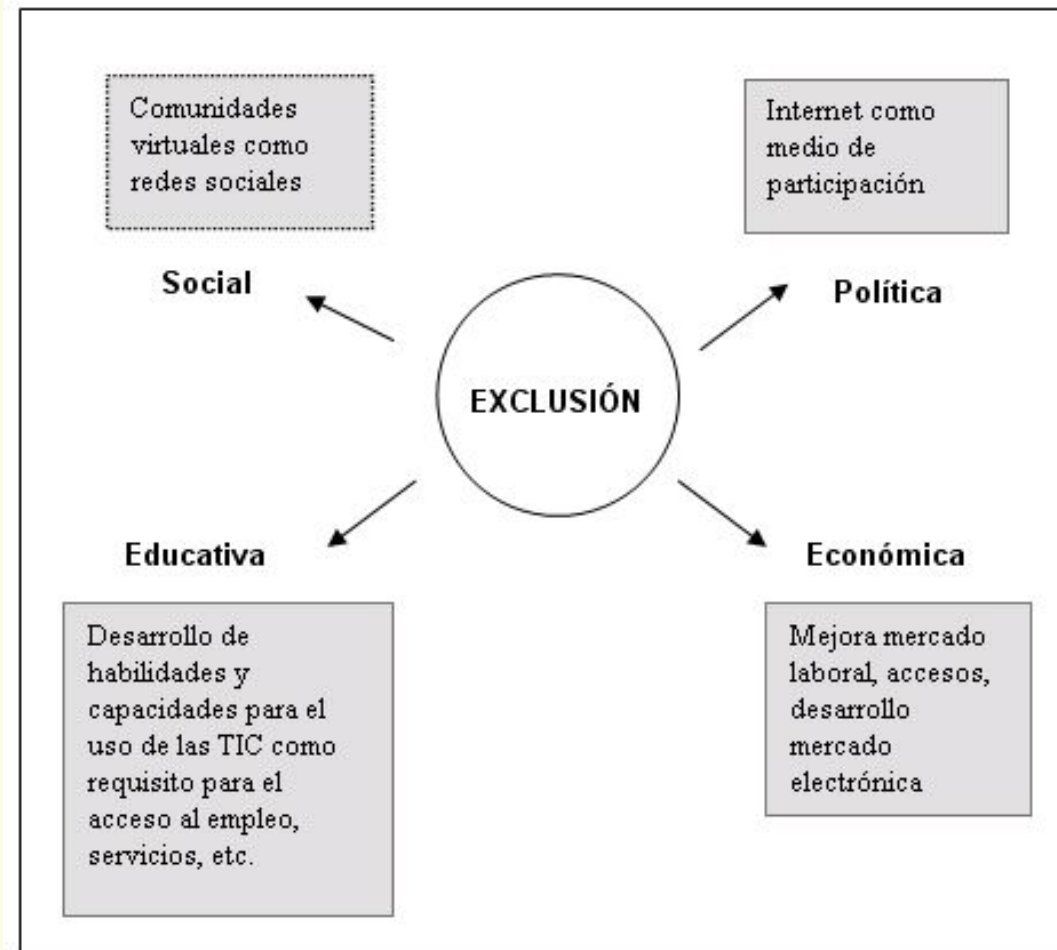 Comunidades
virtuales como
redes sociales
Social
Internet como
medio de
participación
Política
EXCLUSIÓN
Educativa
Desarrollo de
habilidades y
capacidades para el
uso de las TIC como
requisito para el
acceso al empleo,
servicios, etc.
Económica
Mejora mercado
laboral, accesos,
desarrollo
mercado
electrónica